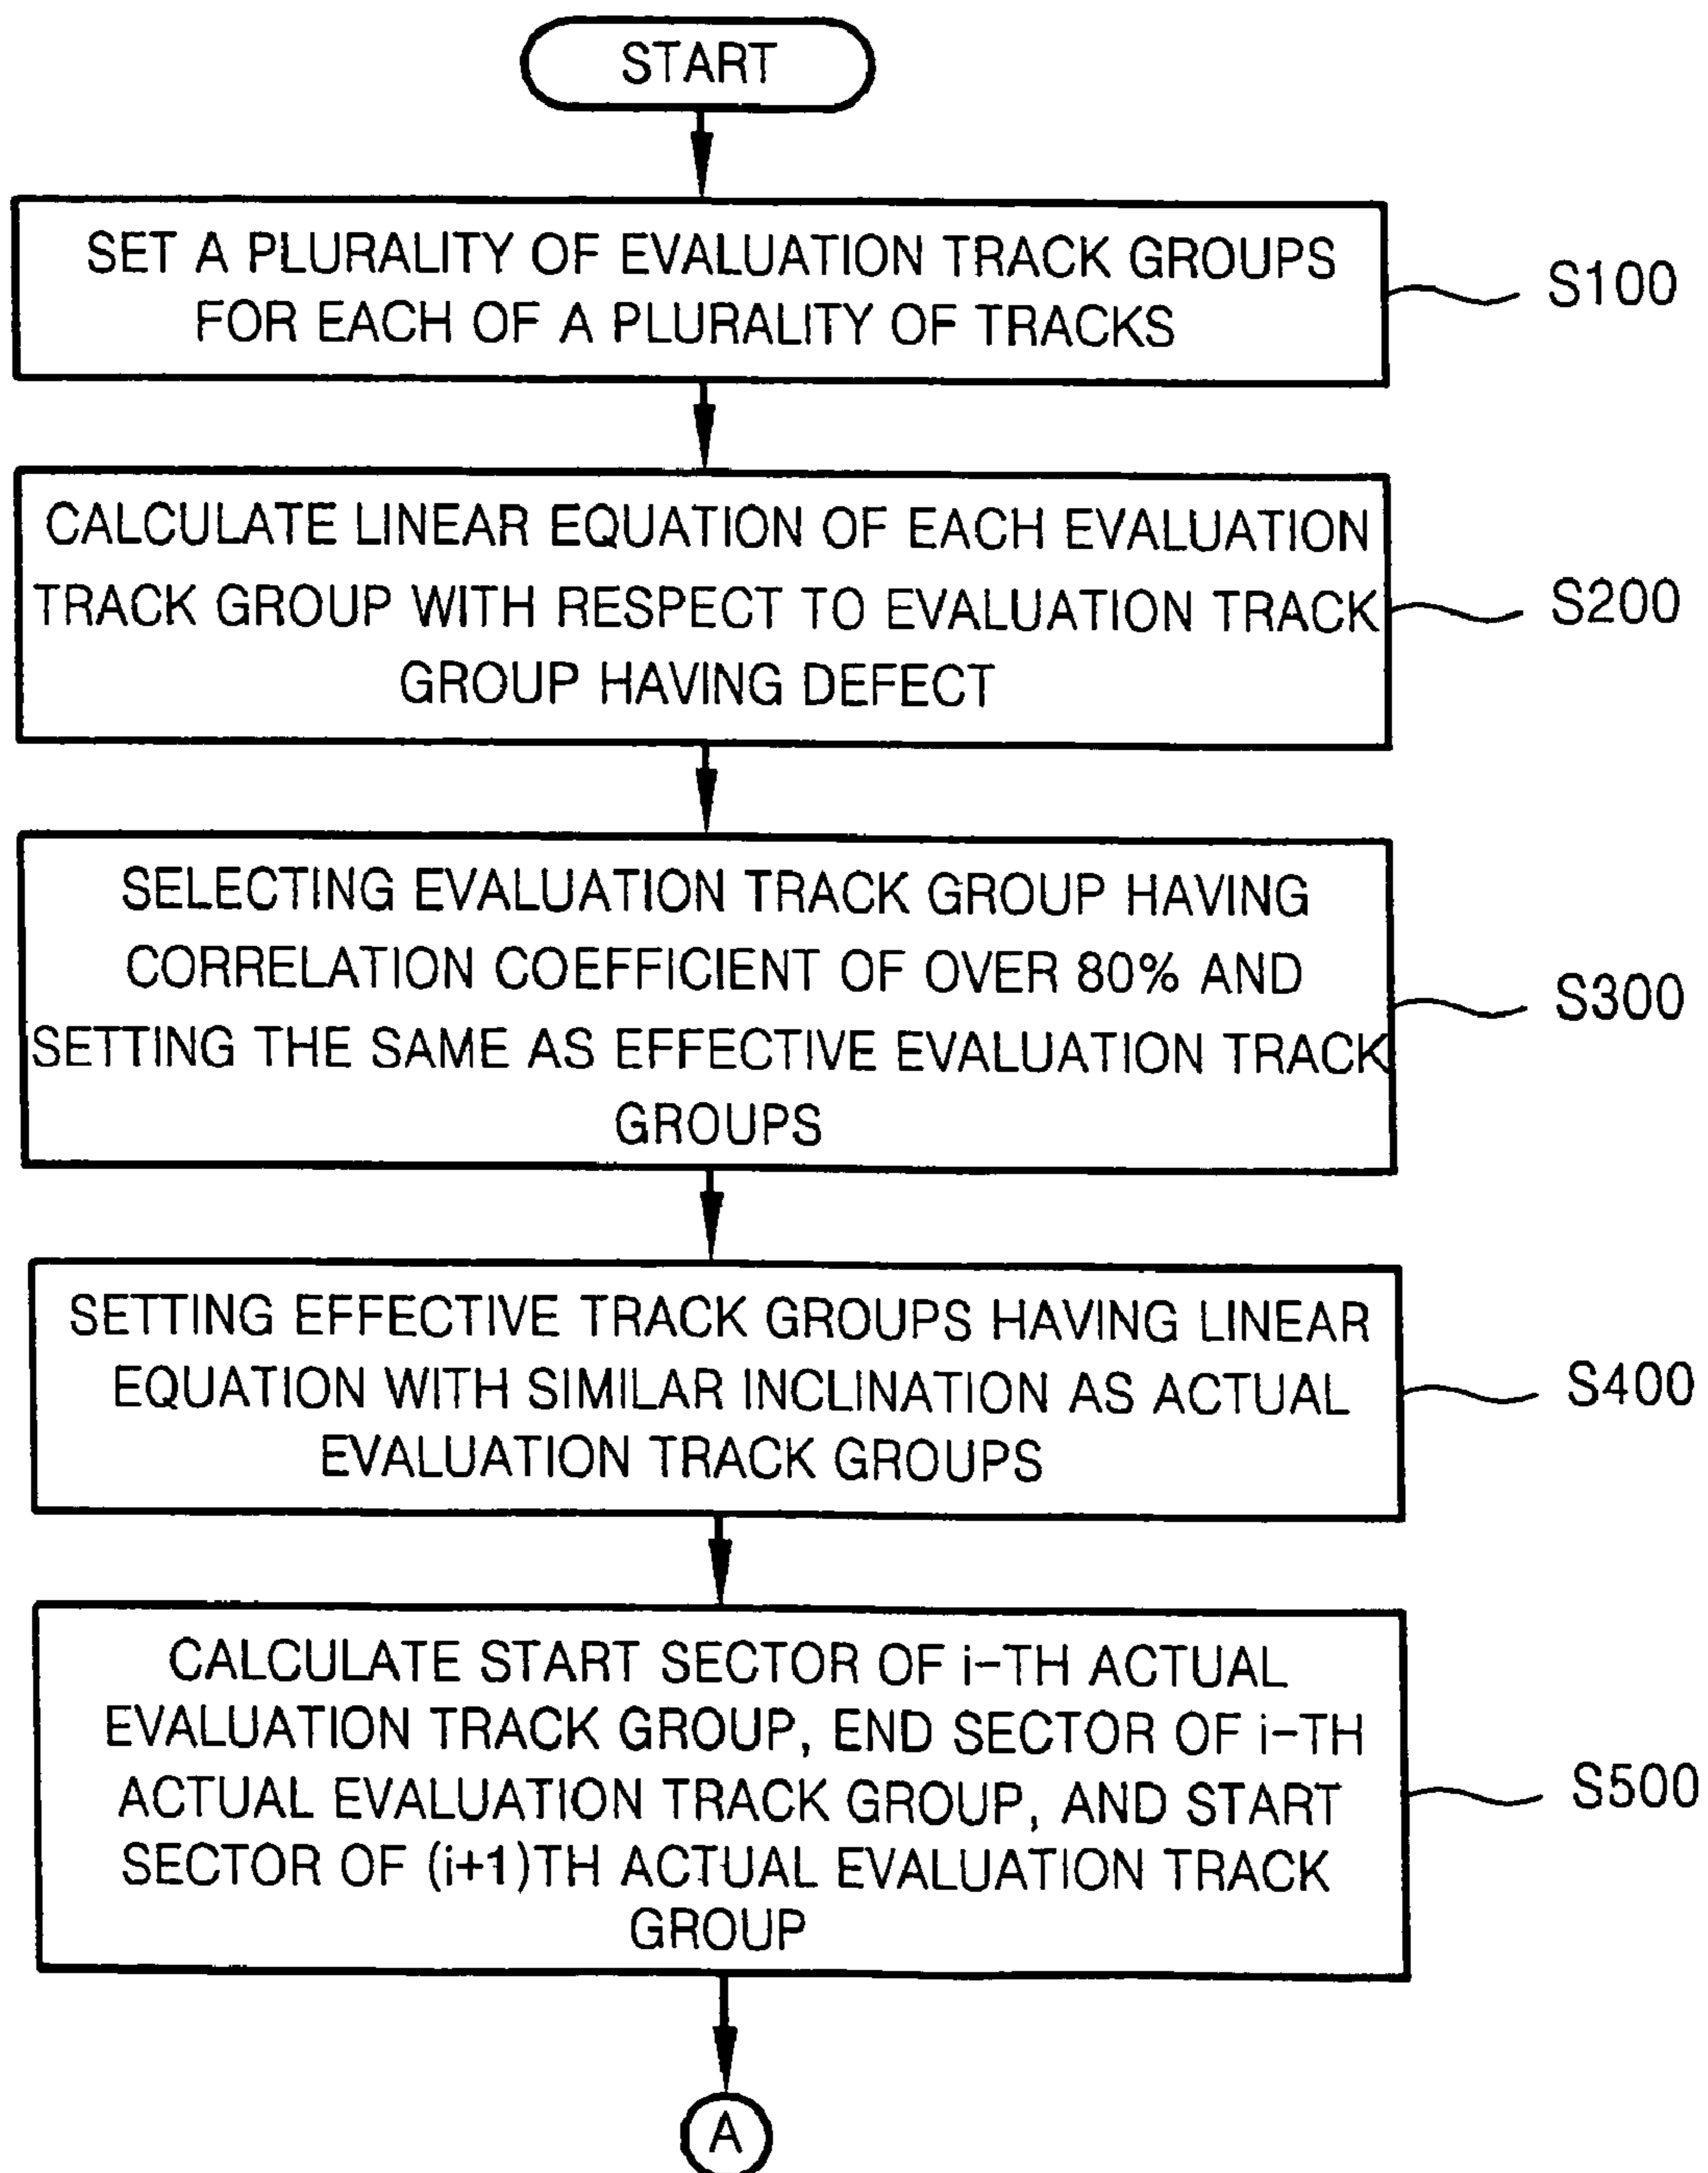 START
SET A PLURALITY OF EVALUATION TRACK GROUPS
FOR EACH OF A PLURALITY OF TRACKS
S100
CALCULATE LINEAR EQUATION OF EACH EVALUATION
TRACK GROUP WITH RESPECT TO EVALUATION TRACK
GROUP HAVING DEFECT
S200
SELECTING EVALUATION TRACK GROUP HAVING
CORRELATION COEFFICIENT OF OVER 80% AND
SETTING THE SAME AS EFFECTIVE EVALUATION TRACK
GROUPS
S300
SETTING EFFECTIVE TRACK GROUPS HAVING LINEAR
EQUATION WITH SIMILAR INCLINATION AS ACTUAL
EVALUATION TRACK GROUPS
S400
CALCULATE START SECTOR OF i-TH ACTUAL
EVALUATION TRACK GROUP, END SECTOR OF i-TH
ACTUAL EVALUATION TRACK GROUP, AND START
SECTOR OF (i+1)TH ACTUAL EVALUATION TRACK
GROUP
S500
A